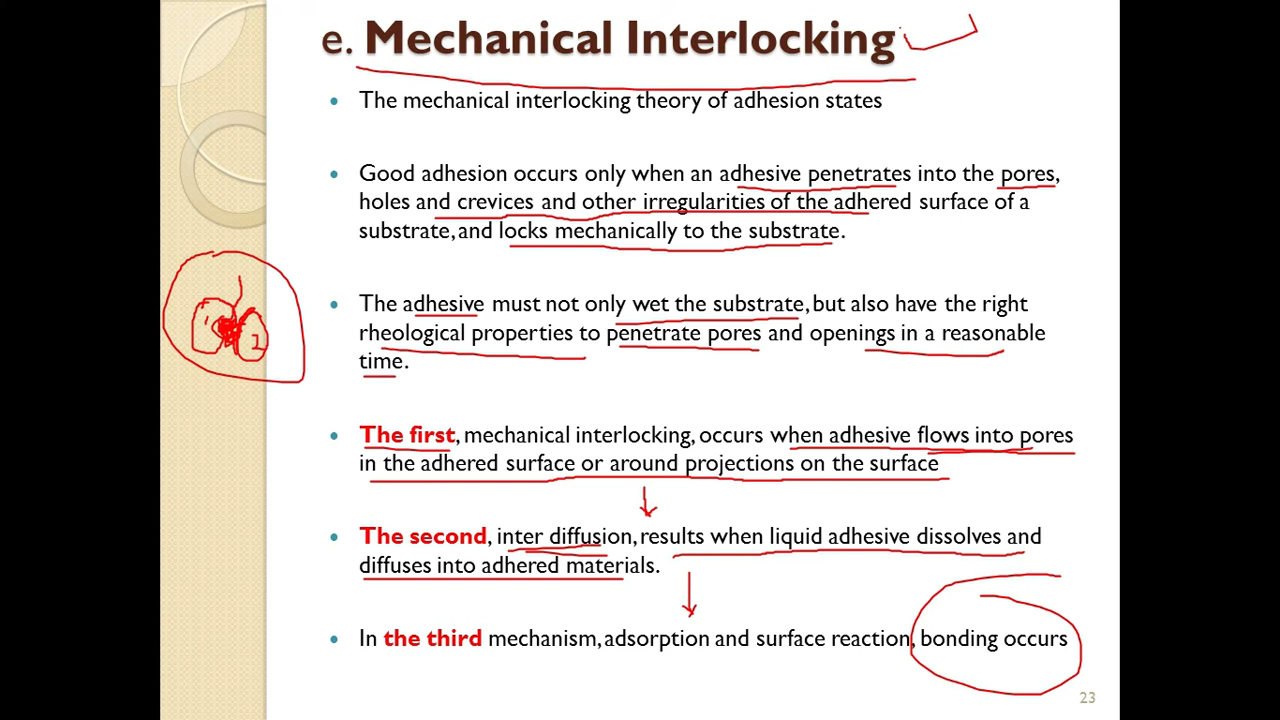 e. Mechanical Interlocking
• The mechanical interlocking theory of adhesion states
• Good adhesion occurs only when an adhesive penetrates into the pores,
holes and crevices and other irregularities of the adhered surface of a
substrate, and locks mechanically to the substrate.
• The adhesive must not only wet the substrate, but also have the right
rheological properties to penetrate pores and openings in a reasonable
time.
• The first, mechanical interlocking, occurs when adhesive flows into pores
in the adhered surface or around projections on the surface
• The second, inter diffusion, results when liquid adhesive dissolves and
diffuses into adhered materials.
• In the third mechanism, adsorption and surface reaction, bonding occurs
23